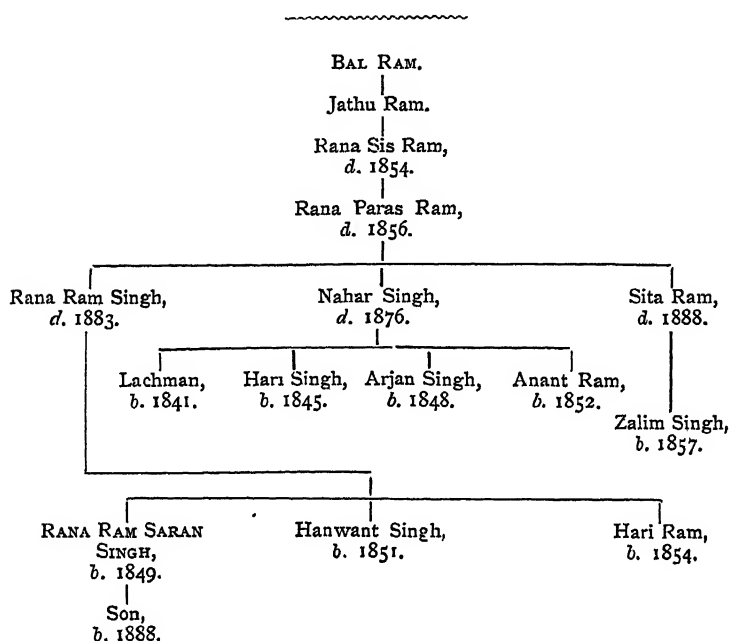 BAL RAM.
Jathu Ram.
Rana Sis Ram,
d. 1854.
Rana Paras Ram,
d. 1856.
Rana Ram Singh,
d. 1883.
Nahar Singh,
d. 1876.
Sita Ram,
d. 1888.
Lachman,
b. 1841.
Hari Singh,
b. 1845.
Arjan Singh,
b. 1848.
Anant Ram,
b. 1852.
Zalim Singh,
b. 1857.
RANA RAM SARAN
SINGH,
b. 1849.
Hanwant Singh,
b. 1851.
Hari Ram,
b. 1854.
Son,
b. 1888.